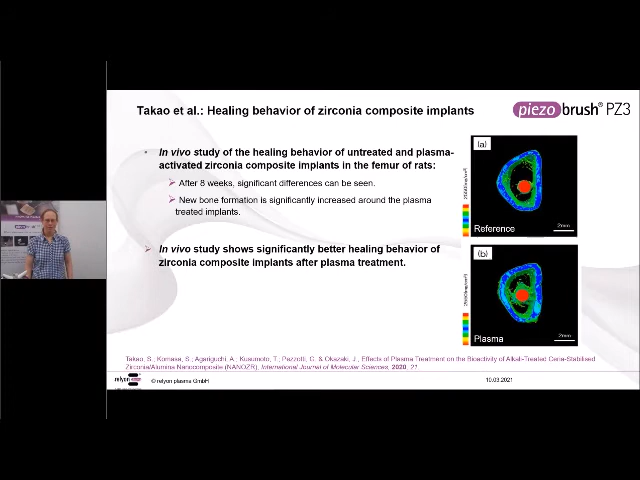 Takao et al.: Healing behavior of zirconia composite implants
piezo brush® PZ3
• In vivo study of the healing behavior of untreated and plasma-
activated zirconia composite implants in the femur of rats:
After 8 weeks, significant differences can be seen.
New bone formation is significantly increased around the plasma
treated implants.
In vivo study shows significantly better healing behavior of
zirconia composite implants after plasma treatment.
(a)
Reference
2mm
(b)
Plasma
2mm
Takao, S.; Komasa, S.; Agariguchi, A.; Kusumoto, T.; Pezzotti, G. & Okazaki, J., Effects of Plasma Treatment on the Bioactivity of Alkali-Treated Ceria-Stabilised
Zirconia/Alumina Nanocomposite (NANOZR), International Journal of Molecular Sciences, 2020, 21
relyon
© relyon plasma GmbH
10.03.2021